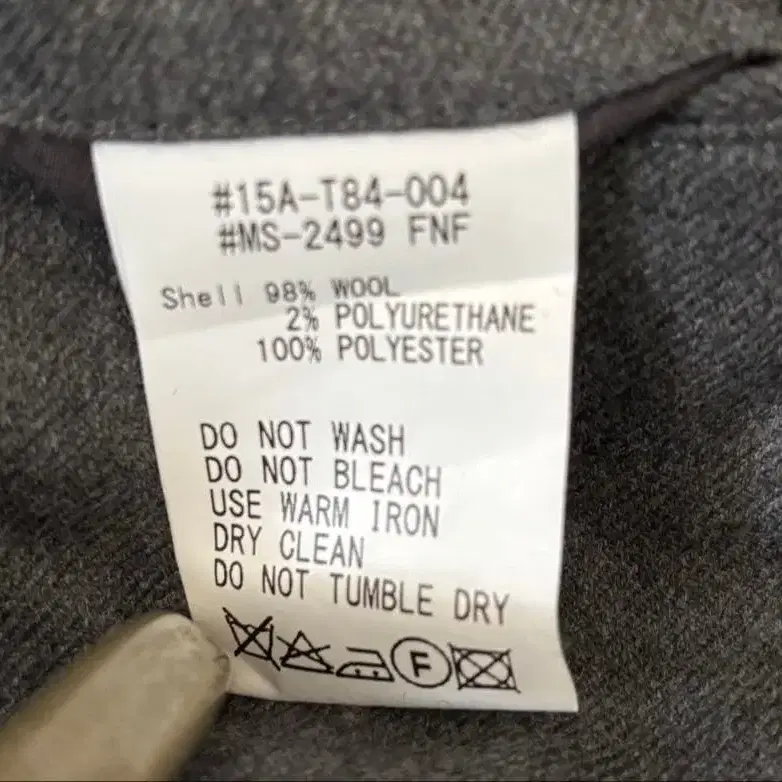 #15A-T84-004
#MS-2499 FNF
Shell 98% WOOL
2% POLYURETHANE
100% POLYESTER
DO NOT WASH
DO NOT BLEACH
USE WARM IRON
DRY CLEAN
DO NOT TUMBLE DRY
F